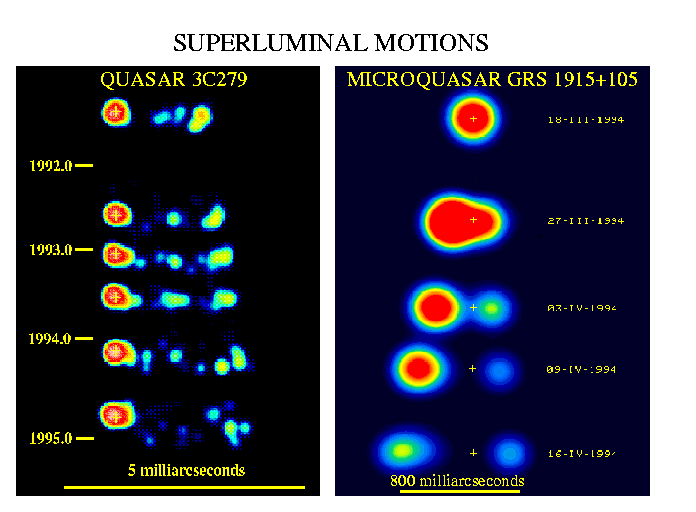 SUPERLUMINAL MOTIONS
QUASAR 3C279
1992.0
1993.0
1994.0
1995.0
5 milliarcseconds
MICROQUASAR GRS 1915+105
18-III-1994
27-III-1994
03-IV-1994
09-IV-1994
16-IV-1994
800 milliarcseconds